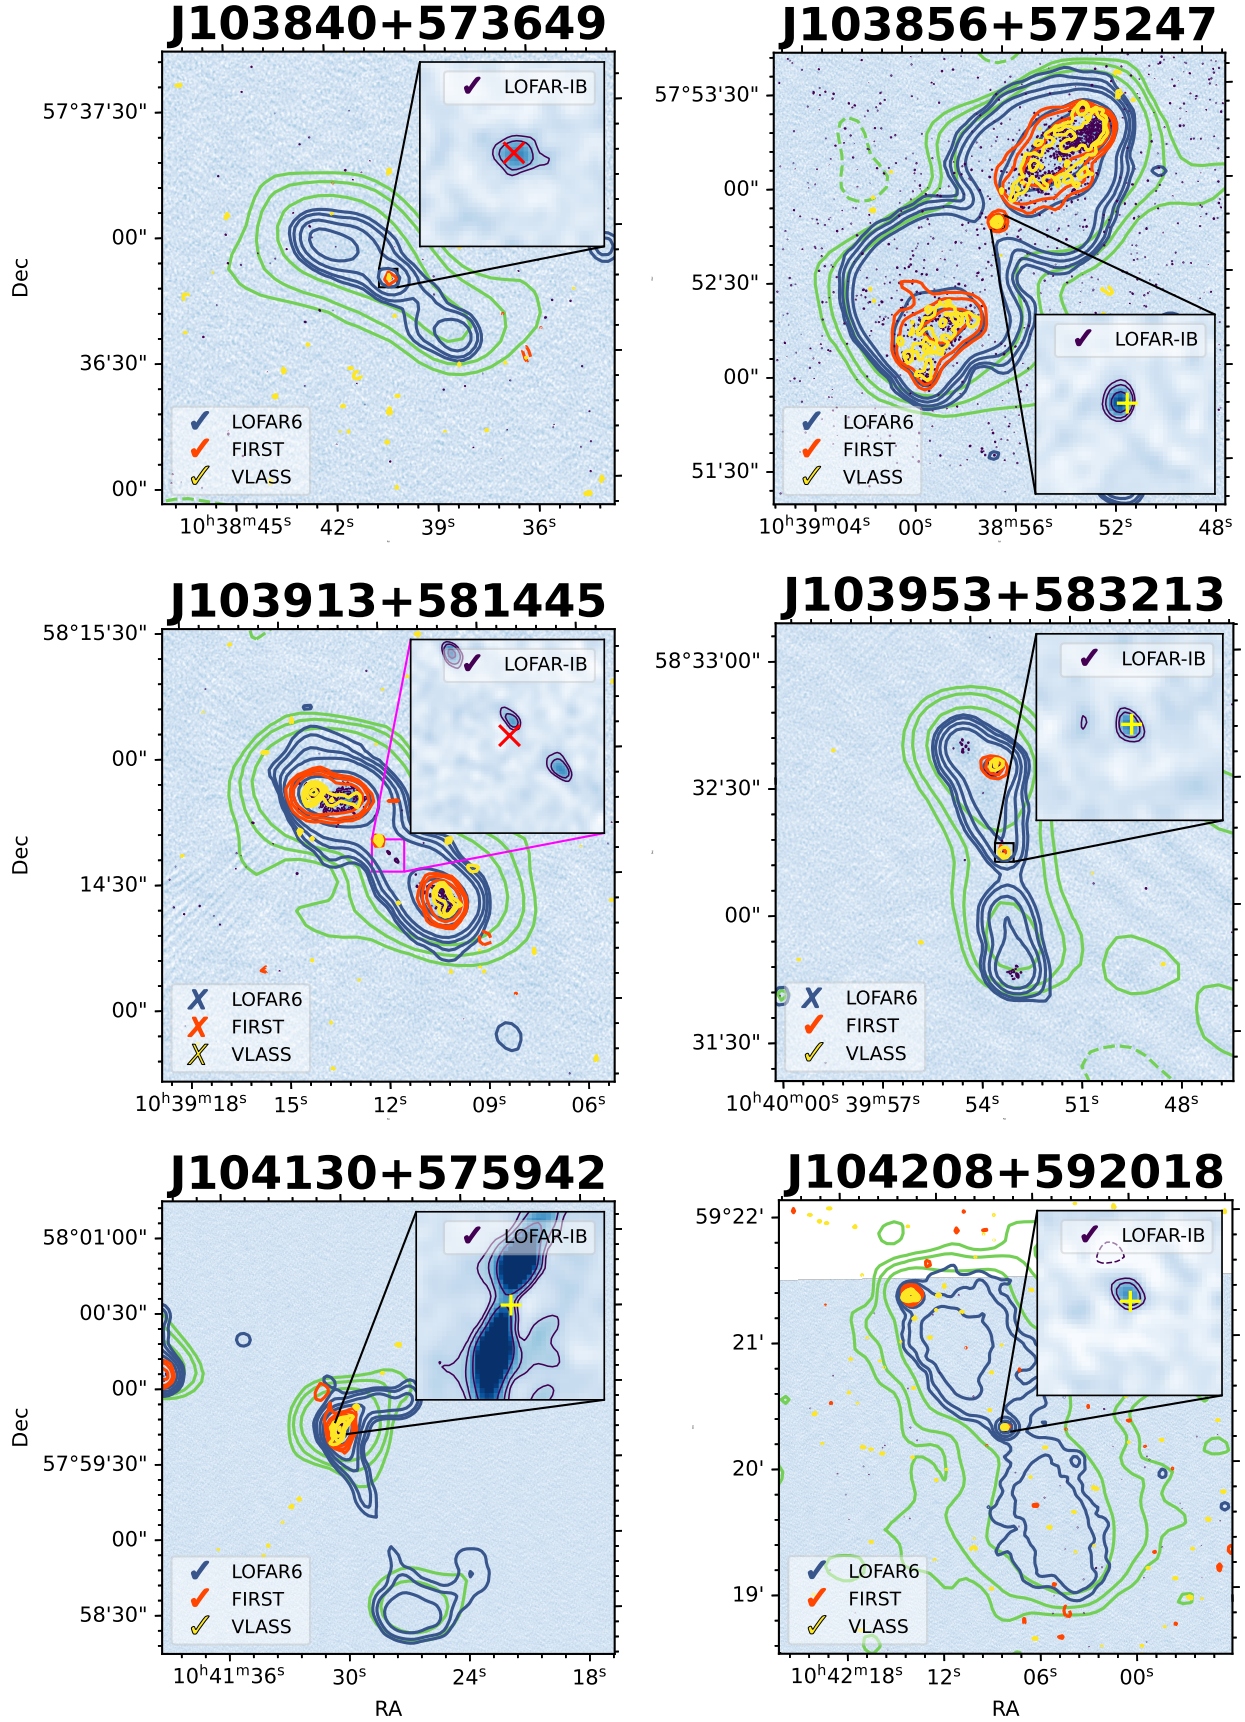 J103840+573649
✓ LOFAR-IB
57°37'30"
00"
36'30"
00"
Dec
✓ LOFAR6
✓ FIRST
✓ VLASS
10ʰ38ᵐ45ˢ 42ˢ 39ˢ 36ˢ
J103856+575247
57°53'30"
00"
52'30"
00"
51'30"
✓ LOFAR-IB
✓ LOFAR6
✓ FIRST
✓ VLASS
10ʰ39ᵐ04ˢ 00ˢ 38ᵐ56ˢ 52ˢ 48ˢ
J103913+581445
58°15'30"
00"
14'30"
00"
Dec
✓ LOFAR-IB
✗ LOFAR6
✗ FIRST
✗ VLASS
10ʰ39ᵐ18ˢ 15ˢ 12ˢ 09ˢ 06ˢ
J103953+583213
58°33'00"
32'30"
00"
31'30"
✓ LOFAR-IB
✗ LOFAR6
✓ FIRST
✓ VLASS
10ʰ40ᵐ00ˢ 39ᵐ57ˢ 54ˢ 51ˢ 48ˢ
J104130+575942
58°01'00"
00'30"
00"
57°59'30"
00"
58'30"
Dec
✓ LOFAR-IB
✓ LOFAR6
✓ FIRST
✓ VLASS
10ʰ41ᵐ36ˢ 30ˢ 24ˢ 18ˢ
RA
J104208+592018
59°22'
21'
20'
19'
✓ LOFAR-IB
✓ LOFAR6
✓ FIRST
✓ VLASS
10ʰ42ᵐ18ˢ 12ˢ 06ˢ 00ˢ
RA